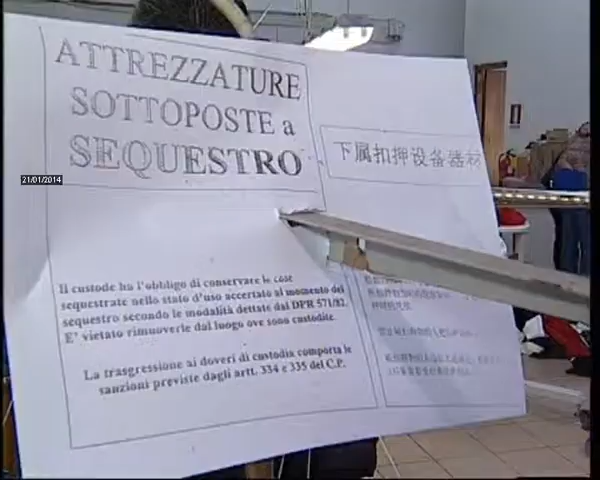 ATTREZZATURE
SOTTOPOSTE a
SEQUESTRO
下属扣押设备器材
21/01/2014
Il custode ha l'obbligo di conservare le cose
sequestrate nello stato d'uso accertato al momento del
sequestro secondo le modalità dettate dal DPR 571/82.
E' vietato rimuoverle dal luogo ove sono custodite.
La trasgressione ai doveri di custodia comporta le
sanzioni previste dagli artt. 334 e 335 del C.P.